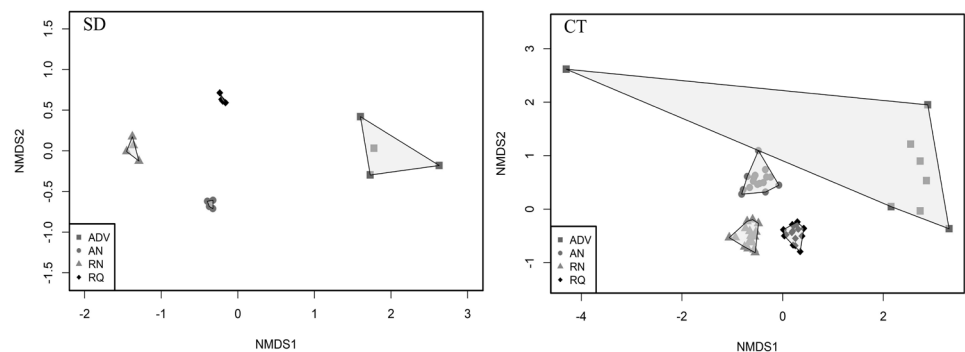 SD
NMDS2
1.5
1.0
0.5
0.0
-0.5
-1.0
-1.5
ADV
AN
RN
RQ
-2 -1 0 1 2 3
NMDS1
CT
NMDS2
3
2
1
0
-1
ADV
AN
RN
RQ
-4 -2 0 2
NMDS1